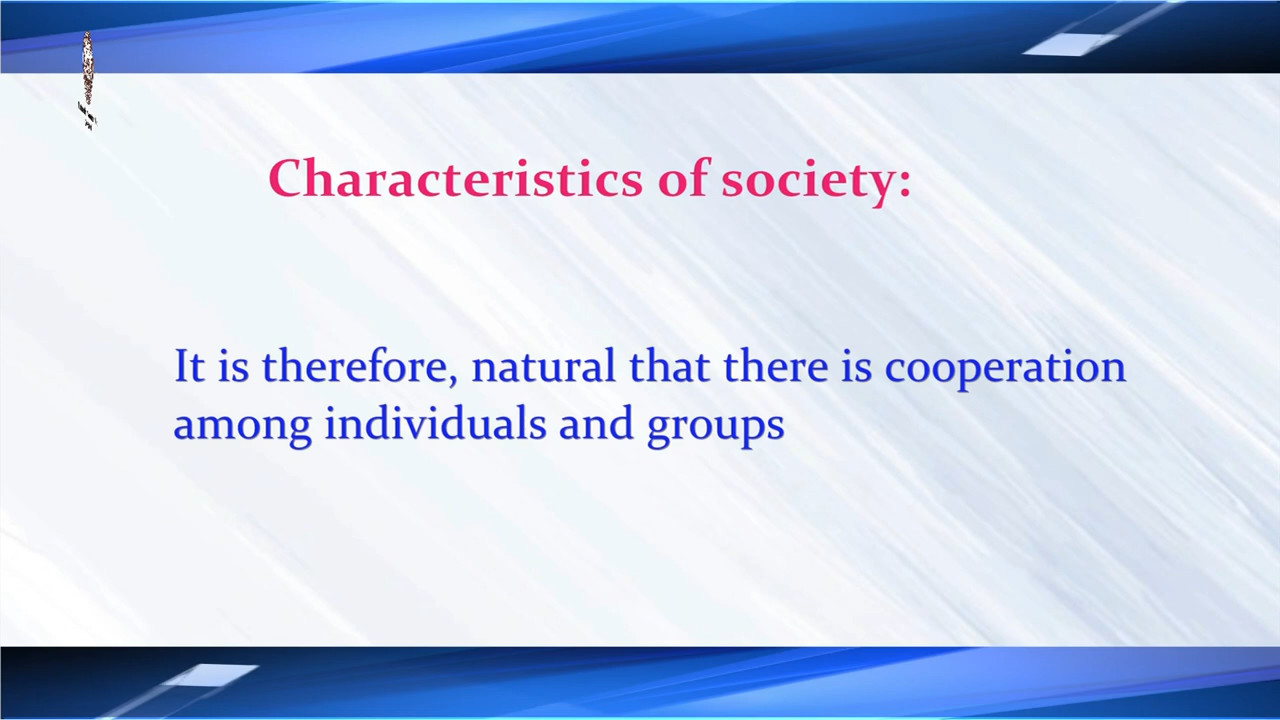 Characteristics of society:
It is therefore, natural that there is cooperation
among individuals and groups